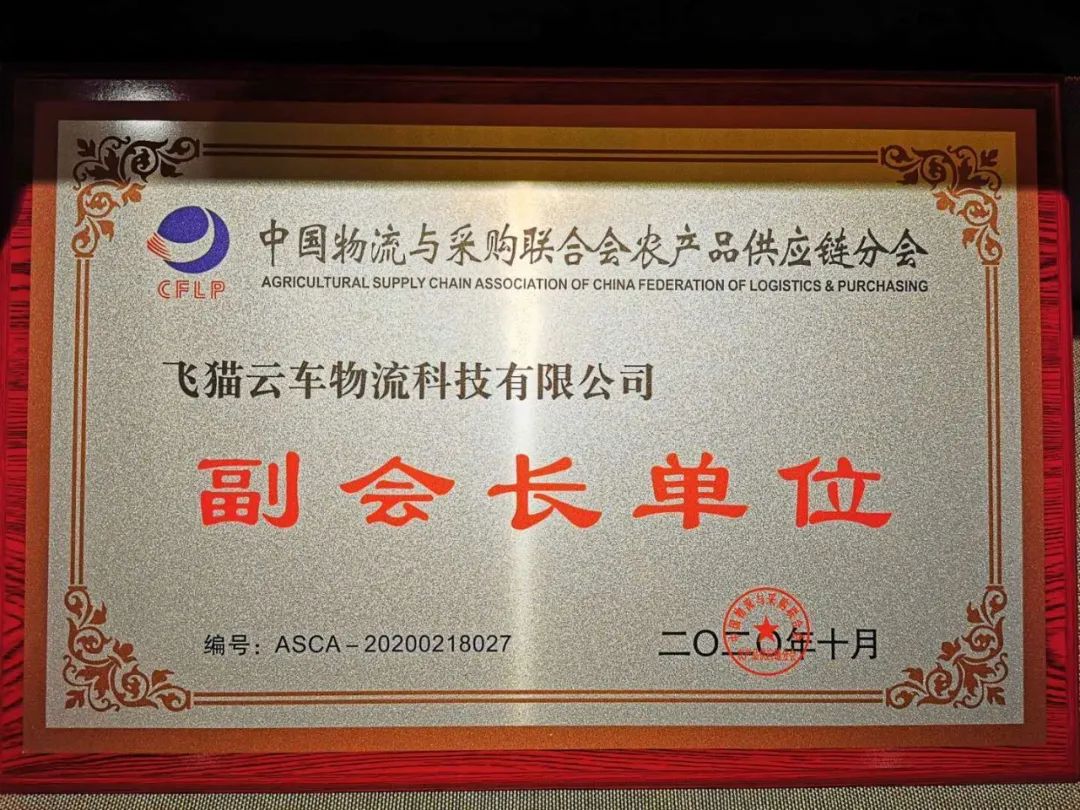 中国物流与采购联合会农产品供应链分会
CFLP
AGRICULTURAL SUPPLY CHAIN ASSOCIATION OF CHINA FEDERATION OF LOGISTICS & PURCHASING
飞猫云车物流科技有限公司
副会长单位
编号：ASCA-20200218027
二〇二〇年十月